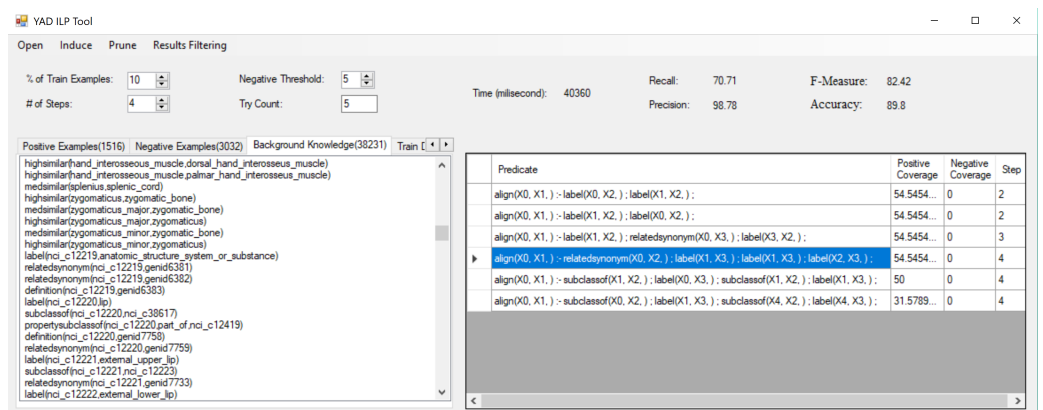 YAD ILP Tool
Open Induce Prune Results Filtering
% of Train Examples: 10 Negative Threshold: 5
# of Steps: 4 Try Count: 5
Time (milisecond): 40360
Recall: 70.71 F-Measure: 82.42
Precision: 98.78 Accuracy: 89.8
Positive Examples(1516) Negative Examples(3032) Background Knowledge(38231) Train D
highsimilar(hand_interosseous_muscle,dorsal_hand_interosseus_muscle)
highsimilar(hand_interosseous_muscle,palmar_hand_interosseus_muscle)
medsimilar(splenius,splenic_cord)
highsimilar(zygomaticus,zygomatic_bone)
medsimilar(zygomaticus_major,zygomatic_bone)
highsimilar(zygomaticus_major,zygomaticus)
medsimilar(zygomaticus_minor,zygomatic_bone)
highsimilar(zygomaticus_minor,zygomaticus)
label(nci_c12219,anatomic_structure_system_or_substance)
relatedsynonym(nci_c12219,genid6381)
relatedsynonym(nci_c12219,genid6382)
definition(nci_c12219,genid6383)
label(nci_c12220,lip)
subclassof(nci_c12220,nci_c38617)
propertysubclassof(nci_c12220,part_of,nci_c12419)
definition(nci_c12220,genid7758)
relatedsynonym(nci_c12220,genid7759)
label(nci_c12221,external_upper_lip)
subclassof(nci_c12221,nci_c12223)
relatedsynonym(nci_c12221,genid7733)
label(nci_c12222,external_lower_lip)
Predicate Positive Coverage Negative Coverage Step
align(X0, X1, ) :- label(X0, X2, ) ; label(X1, X2, ) ; 54.5454... 0 2
align(X0, X1, ) :- label(X1, X2, ) ; label(X0, X2, ) ; 54.5454... 0 2
align(X0, X1, ) :- label(X1, X2, ) ; relatedsynonym(X0, X3, ) ; label(X3, X2, ) ; 54.5454... 0 3
align(X0, X1, ) :- relatedsynonym(X0, X2, ) ; label(X1, X3, ) ; label(X1, X3, ) ; label(X2, X3, ) ; 54.5454... 0 4
align(X0, X1, ) :- subclassof(X1, X2, ) ; label(X0, X3, ) ; subclassof(X1, X2, ) ; label(X1, X3, ) ; 50 0 4
align(X0, X1, ) :- subclassof(X0, X2, ) ; label(X1, X3, ) ; subclassof(X4, X2, ) ; label(X4, X3, ) ; 31.5789... 0 4